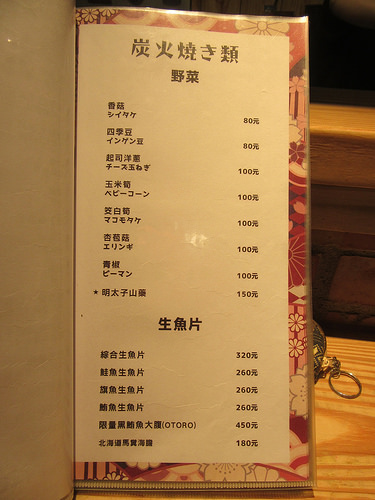 炭火焼き類
野菜
香菇
シイタケ
80元
四季豆
インゲン豆
80元
起司洋蔥
チーズ玉ねぎ
100元
玉米筍
ベビーコーン
100元
筊白筍
マコモタケ
100元
杏苞菇
エリンギ
100元
青椒
ピーマン
100元
★明太子山藥 150元
生魚片
綜合生魚片 320元
鮭魚生魚片 260元
旗魚生魚片 260元
鮪魚生魚片 260元
限量黑鮪魚大腹(OTORO) 450元
北海道馬糞海膽 180元